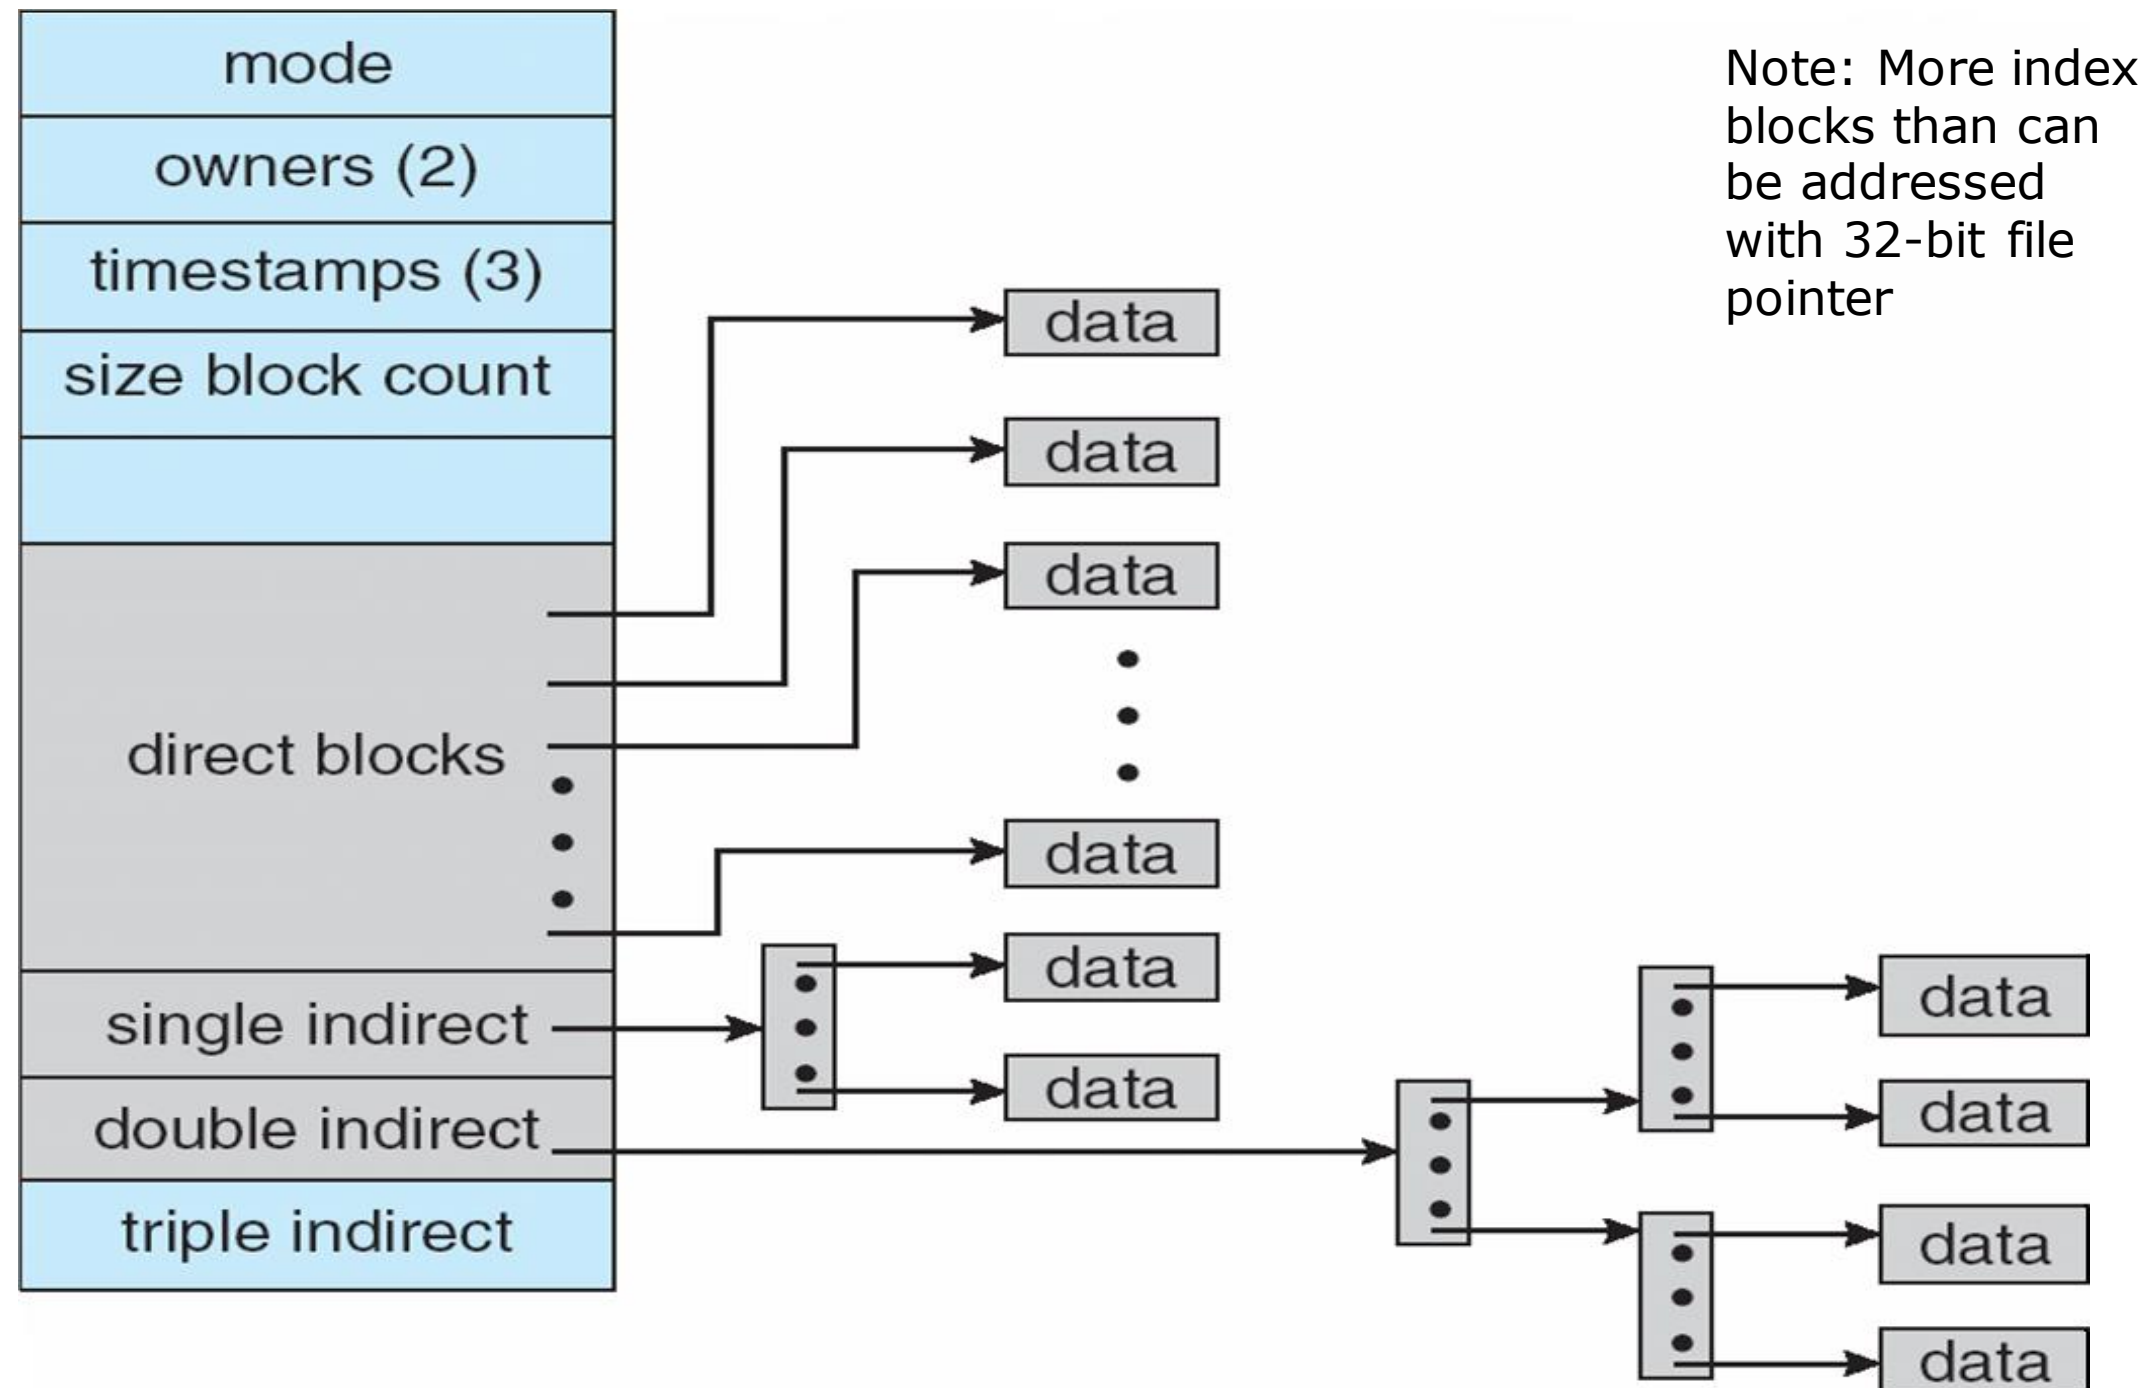 mode
owners (2)
timestamps (3)
size block count
direct blocks
single indirect
double indirect
triple indirect
data
data
data
data
data
data
data
data
data
data
Note: More index
blocks than can
be addressed
with 32-bit file
pointer